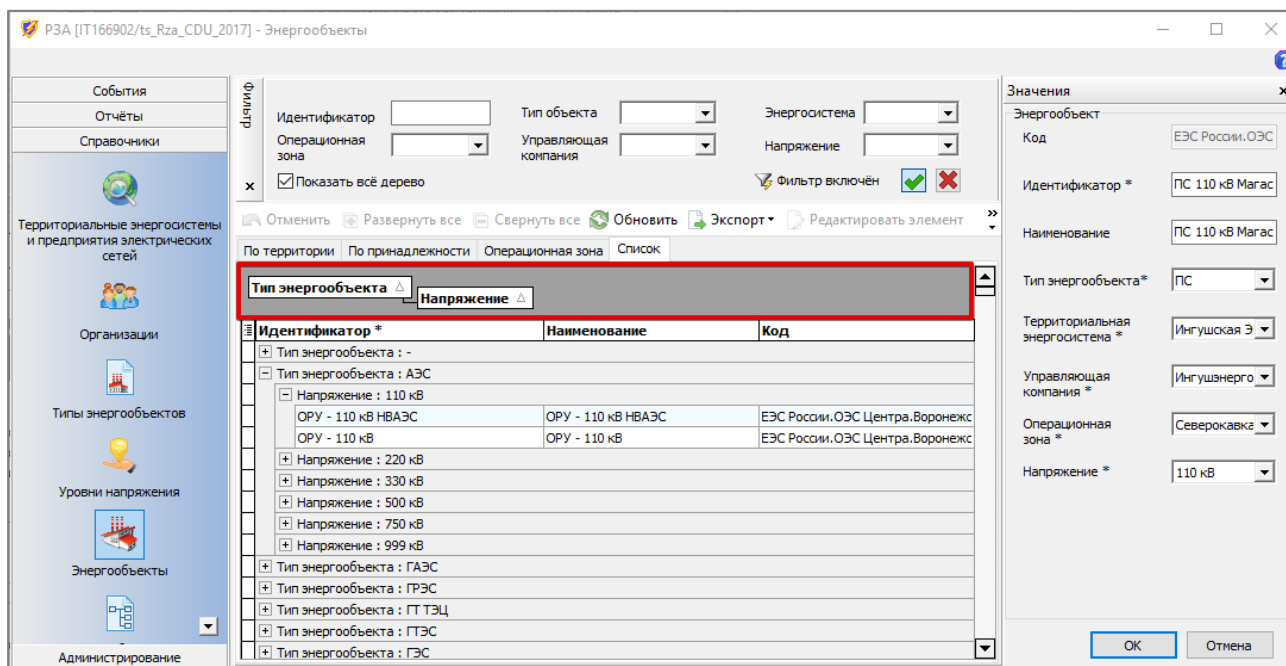 РЗА [IT166902/ts_Rza_CDU_2017] - Энергообъекты
События
Отчёты
Справочники
Территориальные энергосистемы
и предприятия электрических
сетей
Организации
Типы энергообъектов
Уровни напряжения
Энергообъекты
Администрирование
Фильтр
x
Идентификатор
Тип объекта
Энергосистема
Операционная
зона
Управляющая
компания
Напряжение
Показать всё дерево
Фильтр включён
Отменить Развернуть все Свернуть все Обновить Экспорт Редактировать элемент »
По территории По принадлежности Операционная зона Список
Тип энергообъекта
Напряжение
Идентификатор * Наименование Код
Тип энергообъекта : -
Тип энергообъекта : АЭС
Напряжение : 110 кВ
ОРУ - 110 кВ НВАЭС ОРУ - 110 кВ НВАЭС ЕЭС России.ОЭС Центра.Воронежс
ОРУ - 110 кВ ОРУ - 110 кВ ЕЭС России.ОЭС Центра.Воронежс
Напряжение : 220 кВ
Напряжение : 330 кВ
Напряжение : 500 кВ
Напряжение : 750 кВ
Напряжение : 999 кВ
Тип энергообъекта : ГАЭС
Тип энергообъекта : ГРЭС
Тип энергообъекта : ГТ ТЭЦ
Тип энергообъекта : ГТЭС
Тип энергообъекта : ГЭС
Значения x
Энергообъект
Код ЕЭС России.ОЭС
Идентификатор * ПС 110 кВ Магас
Наименование ПС 110 кВ Магас
Тип энергообъекта* ПС
Территориальная
энергосистема * Ингушская Э
Управляющая
компания * Ингушэнерго
Операционная
зона * Северокавка
Напряжение * 110 кВ
ОК Отмена